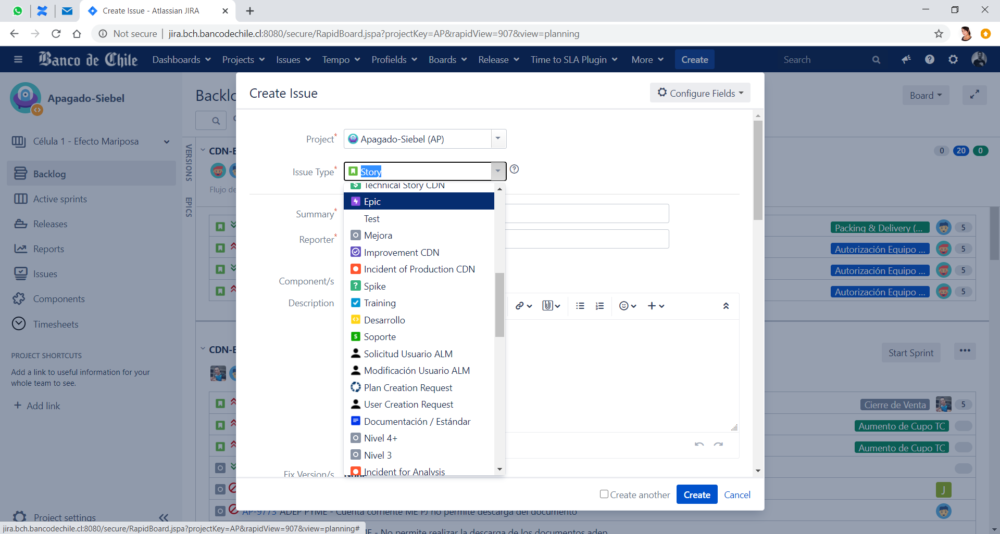 Create Issue - Atlassian JIRA
Not secure | jira.bch.bancodechile.cl:8080/secure/RapidBoard.jspa?projectKey=AP&rapidView=907&view=planning
Banco de Chile Dashboards Projects Issues Tempo Profields Boards Release Time to SLA Plugin More Create Search
Apagado-Siebel
Célula 1 - Efecto Mariposa
Backlog
Active sprints
Releases
Reports
Issues
Components
Timesheets
PROJECT SHORTCUTS
Add a link to useful information for your
whole team to see.
+ Add link
Project settings
Board
VERSIONS
EPICS
CDN-
Flujo de
0 20 0
Packing & Delivery (... 5
Autorización Equipo ... 5
Autorización Equipo ... 5
Autorización Equipo ... 5
CDN-
Start Sprint ...
Cierre de Venta 5
Aumento de Cupo TC
Aumento de Cupo TC
J
AP-9773 ADEP PYME - Cuenta corriente ME PJ no permite descarga del documento
- No permite realizar la descarga de los documentos adep
Create Issue
Configure Fields
Project* Apagado-Siebel (AP)
Issue Type* Story
Technical Story CDN
Epic
Test
Mejora
Improvement CDN
Incident of Production CDN
Spike
Training
Desarrollo
Soporte
Solicitud Usuario ALM
Modificación Usuario ALM
Plan Creation Request
User Creation Request
Documentación / Estándar
Nivel 4+
Nivel 3
Incident for Analysis
Summary*
Reporter*
Component/s
Description
Fix Version/s None
Create another Create Cancel
jira.bch.bancodechile.cl:8080/secure/RapidBoard.jspa?projectKey=AP&rapidView=907&view=planning#